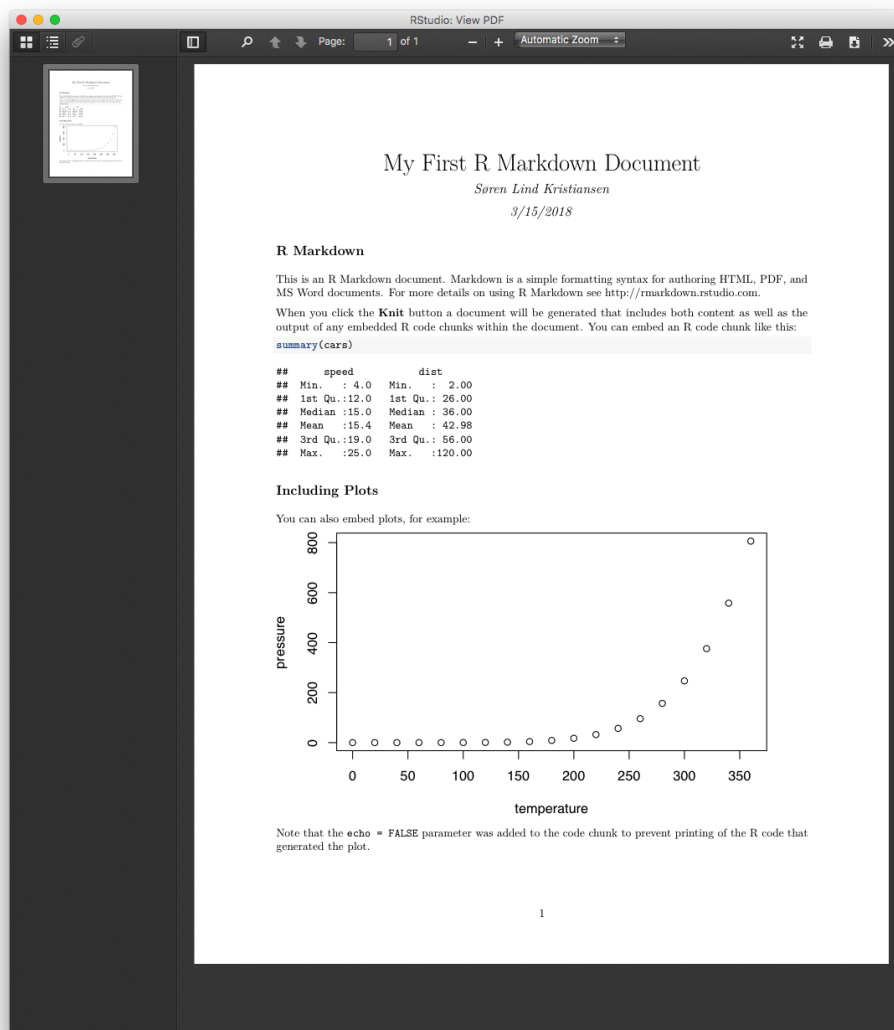 RStudio: View PDF
Page: 1 of 1 − + Automatic Zoom
My First R Markdown Document
Søren Lind Kristiansen
3/15/2018
R Markdown
This is an R Markdown document. Markdown is a simple formatting syntax for authoring HTML, PDF, and
MS Word documents. For more details on using R Markdown see http://rmarkdown.rstudio.com.
When you click the Knit button a document will be generated that includes both content as well as the
output of any embedded R code chunks within the document. You can embed an R code chunk like this:
summary(cars)
##      speed           dist
##  Min.   : 4.0   Min.   :  2.00
##  1st Qu.:12.0   1st Qu.: 26.00
##  Median :15.0   Median : 36.00
##  Mean   :15.4   Mean   : 42.98
##  3rd Qu.:19.0   3rd Qu.: 56.00
##  Max.   :25.0   Max.   :120.00
Including Plots
You can also embed plots, for example:
800
600
400
200
0
pressure
0 50 100 150 200 250 300 350
temperature
Note that the echo = FALSE parameter was added to the code chunk to prevent printing of the R code that
generated the plot.
1